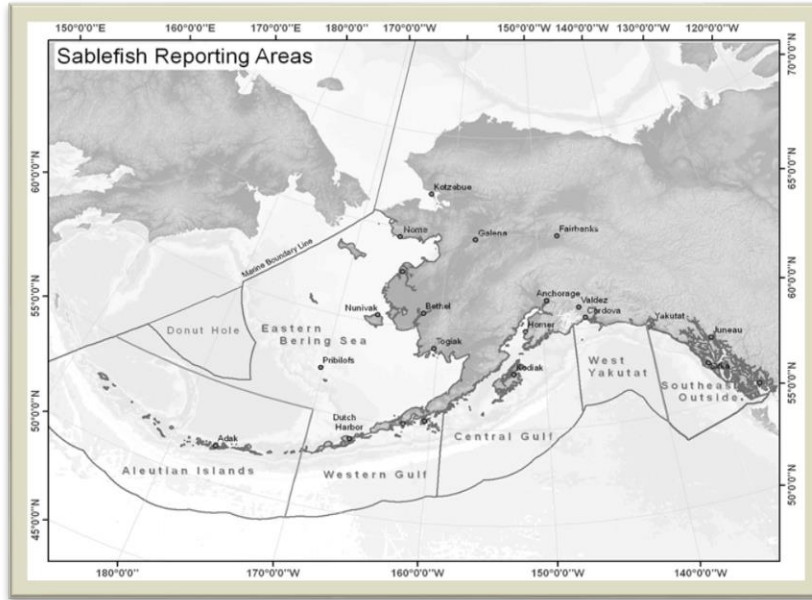 150°0'0"E
160°0'0"E
170°0'0"E
180°0'0"
170°0'0"W
150°0'0"W
140°0'0"W
130°0'0"W
120°0'0"W
Sablefish Reporting Areas
70°0'0"N
60°0'0"N
65°0'0"N
Kotzebue
Nome
Galena
Fairbanks
Marine Boundary Line
60°0'0"N
55°0'0"N
Anchorage
Valdez
Cordova
Nunivak
Bethel
Donut Hole
Eastern
Bering Sea
Homer
Yakutat
Juneau
Togiak
Pribilofs
Kodiak
West
Yakutat
Sitka
Southeast
Outside
55°0'0"N
50°0'0"N
Dutch
Harbor
Adak
Central Gulf
Aleutian Islands
Western Gulf
50°0'0"N
45°0'0"N
180°0'0"
170°0'0"W
160°0'0"W
150°0'0"W
140°0'0"W